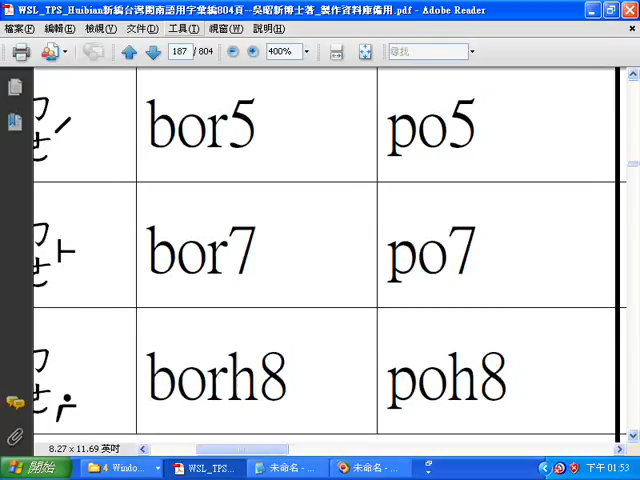 WSL_TPS_Huibian新編台灣閩南語用字彙編804頁--吳昭新博士著_製作資料庫備用.pdf - Adobe Reader
檔案(F) 編輯(E) 檢視(V) 文件(D) 工具(T) 視窗(W) 說明(H)
187 / 804 400% 尋找
ㄅㄜˊ bor5 po5
ㄅㄜ˫ bor7 po7
borh8 poh8
8.27 x 11.69 英吋
開始 4 Windo... WSL_TPS... 未命名 - ... 未命名 - ... 下午 01:53